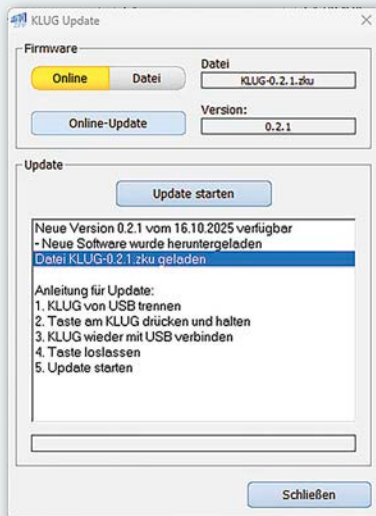 KLUG Update
Firmware
Online
Datei
Datei
KLUG-0.2.1.zku
Online-Update
Version:
0.2.1
Update
Update starten
Neue Version 0.2.1 vom 16.10.2025 verfügbar
- Neue Software wurde heruntergeladen
Datei KLUG-0.2.1.zku geladen
Anleitung für Update:
1. KLUG von USB trennen
2. Taste am KLUG drücken und halten
3. KLUG wieder mit USB verbinden
4. Taste loslassen
5. Update starten
Schließen